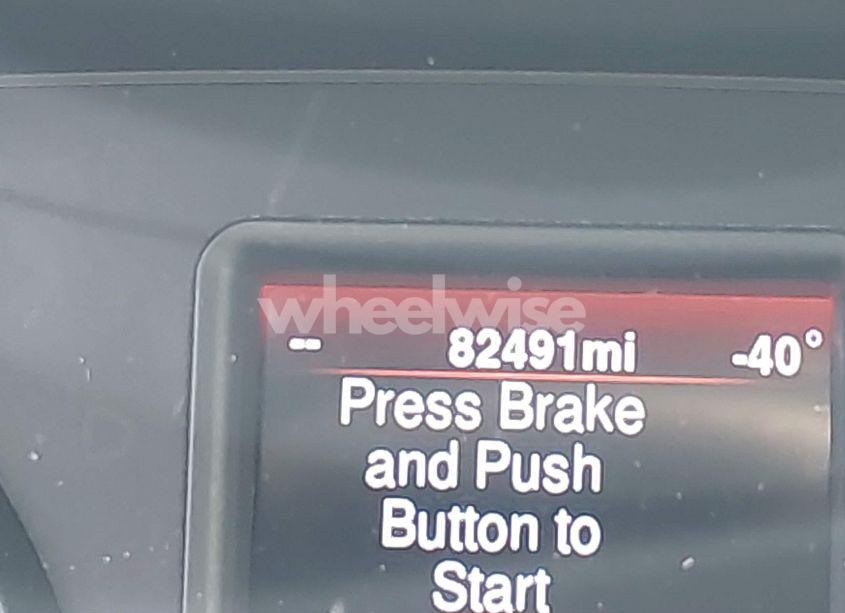 wheelwise
-- 82491mi -40°
Press Brake
and Push
Button to
Start